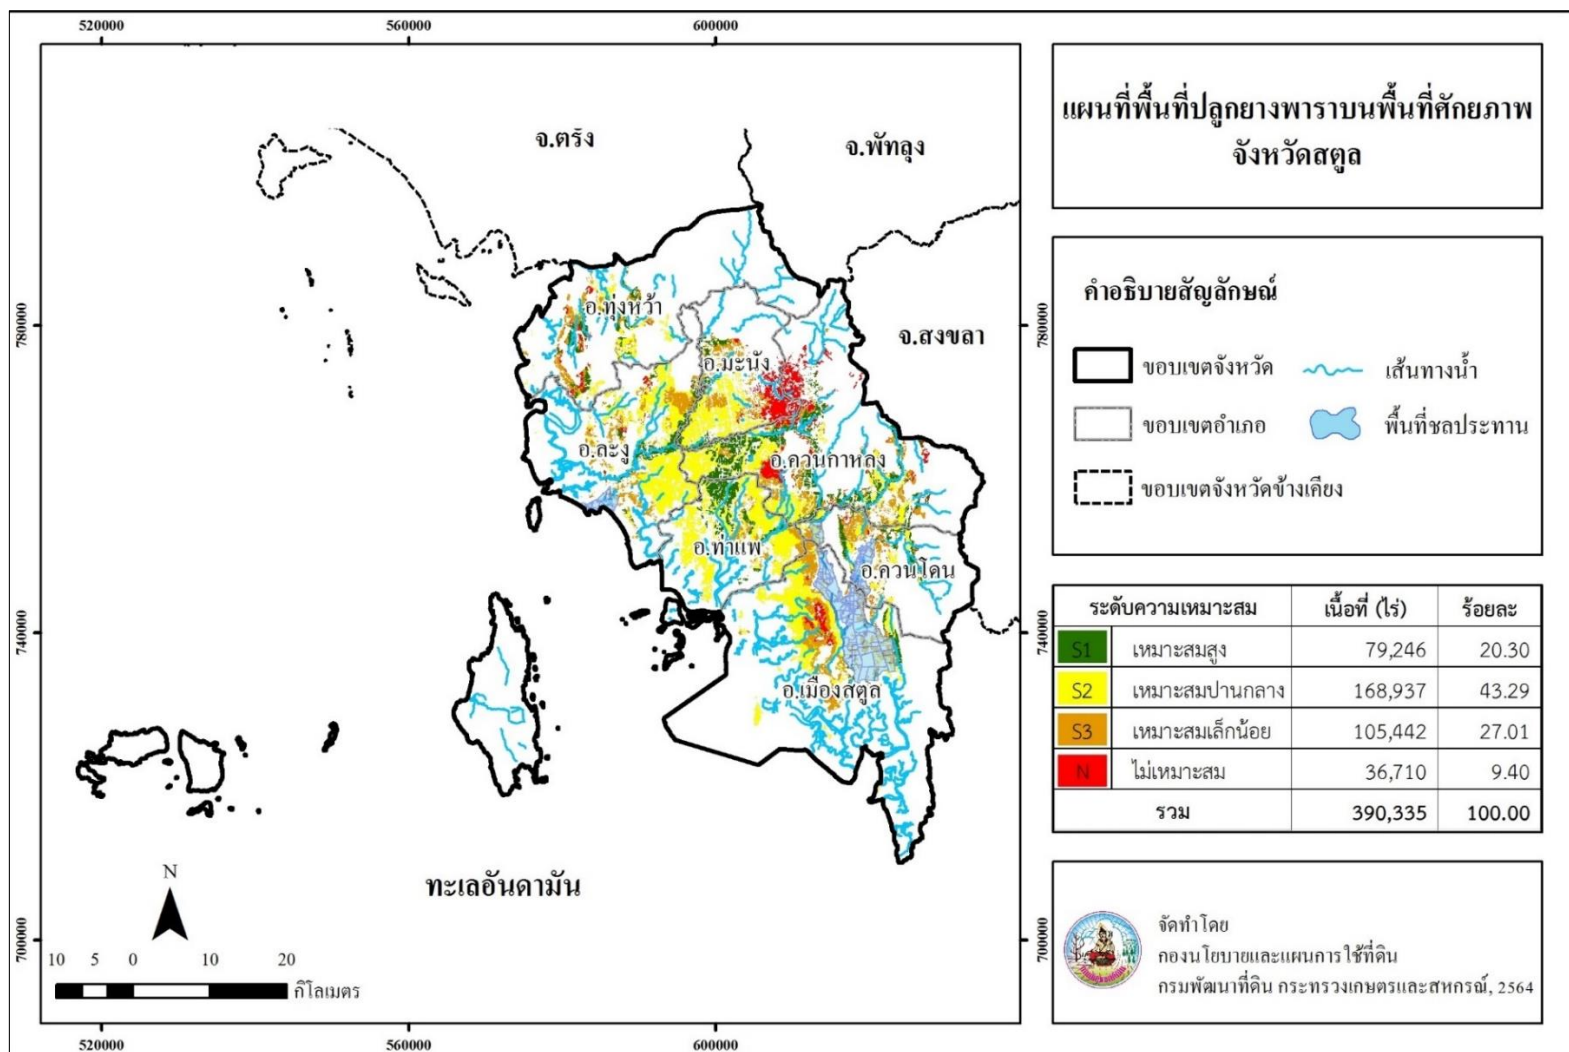 520000
560000
600000
แผนที่พื้นที่ปลูกยางพาราบนพื้นที่ศักยภาพ
จังหวัดสตูล
จ.ตรัง
จ.พัทลุง
จ.สงขลา
780000
780000
อ.ทุ่งหว้า
อ.มะนัง
อ.ละงู
อ.ควนกาหลง
อ.ท่าแพ
อ.ควนโดน
740000
740000
อ.เมืองสตูล
ทะเลอันดามัน
N
700000
700000
10 5 0 10 20
กิโลเมตร
520000
560000
600000
คำอธิบายสัญลักษณ์
ขอบเขตจังหวัด
เส้นทางน้ำ
ขอบเขตอำเภอ
พื้นที่ชลประทาน
ขอบเขตจังหวัดข้างเคียง
ระดับความเหมาะสม เนื้อที่ (ไร่) ร้อยละ
S1 เหมาะสมสูง 79,246 20.30
S2 เหมาะสมปานกลาง 168,937 43.29
S3 เหมาะสมเล็กน้อย 105,442 27.01
N ไม่เหมาะสม 36,710 9.40
รวม 390,335 100.00
จัดทำโดย
กองนโยบายและแผนการใช้ที่ดิน
กรมพัฒนาที่ดิน กระทรวงเกษตรและสหกรณ์, 2564